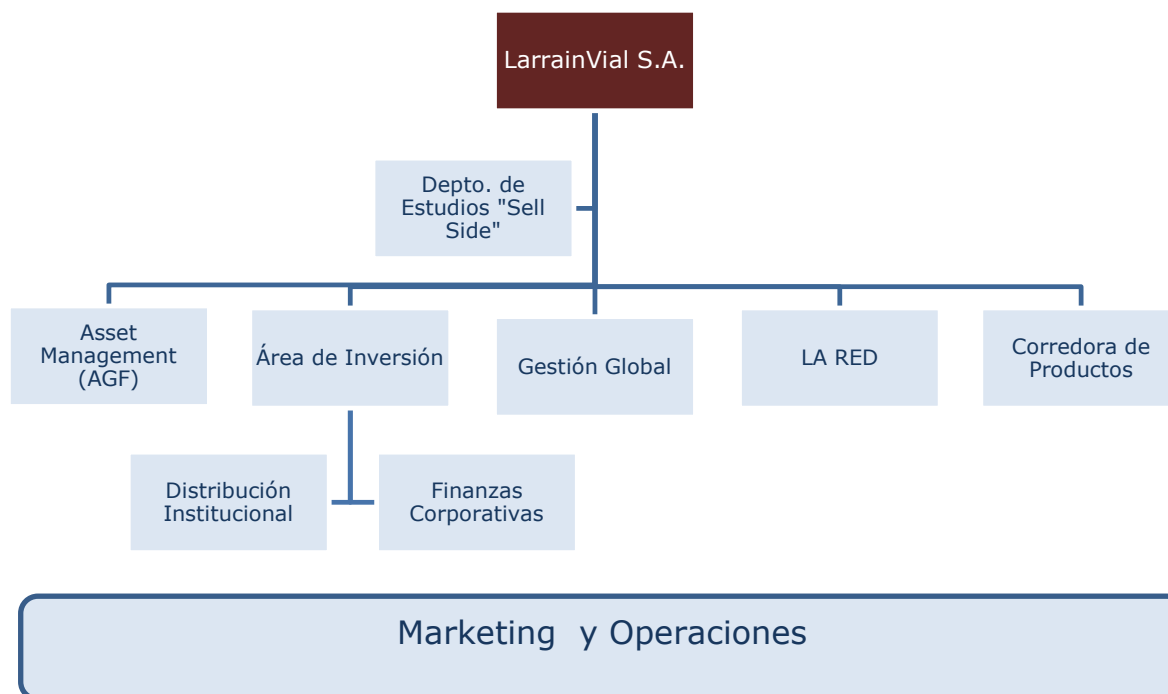 LarrainVial S.A.
Depto. de
Estudios "Sell
Side"
Asset
Management
(AGF)
Área de Inversión
Gestión Global
LA RED
Corredora de
Productos
Distribución
Institucional
Finanzas
Corporativas
Marketing  y Operaciones